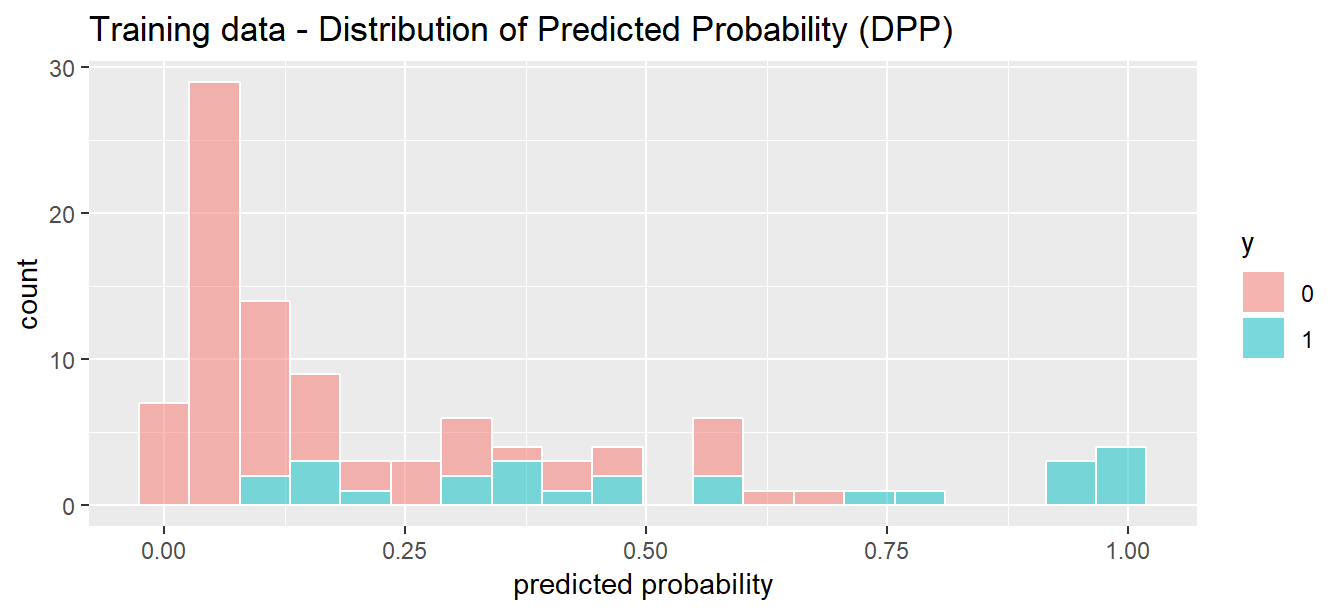 Training data - Distribution of Predicted Probability (DPP)
30
20
10
0
count
0.00 0.25 0.50 0.75 1.00
predicted probability
y
0
1